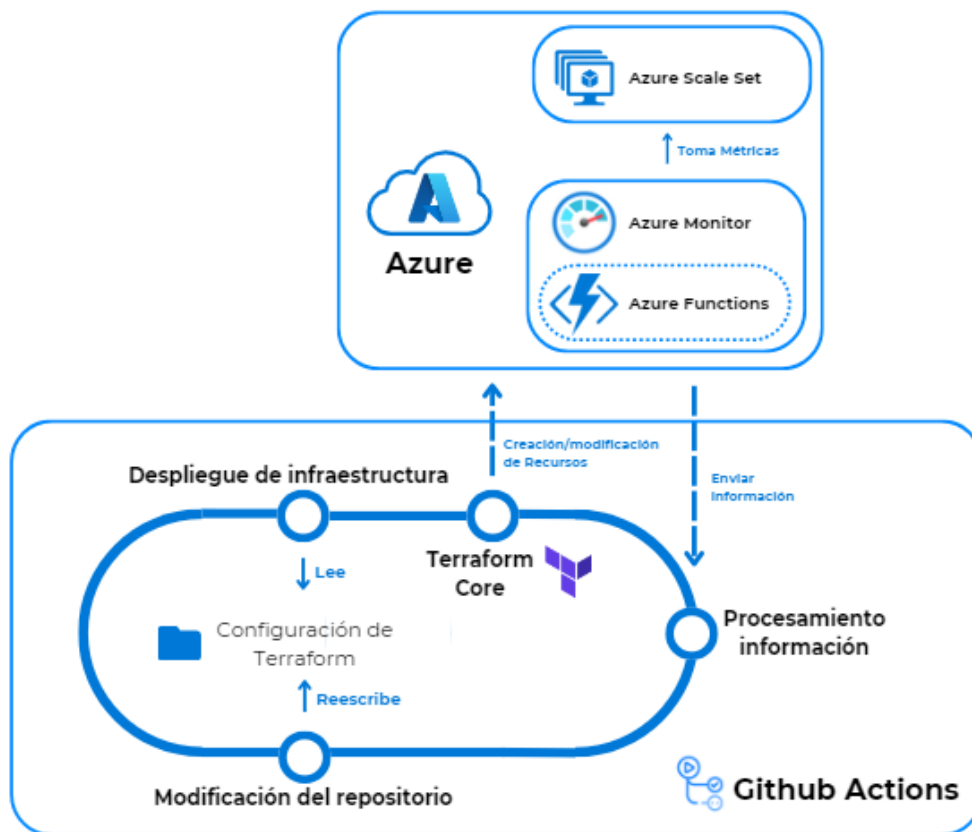 Azure Scale Set
Toma Métricas
Azure Monitor
Azure
Azure Functions
Creación/modificación
de Recursos
Enviar
Información
Despliegue de infraestructura
Terraform
Core
Lee
Configuración de
Terraform
Procesamiento
información
Reescribe
Modificación del repositorio
Github Actions